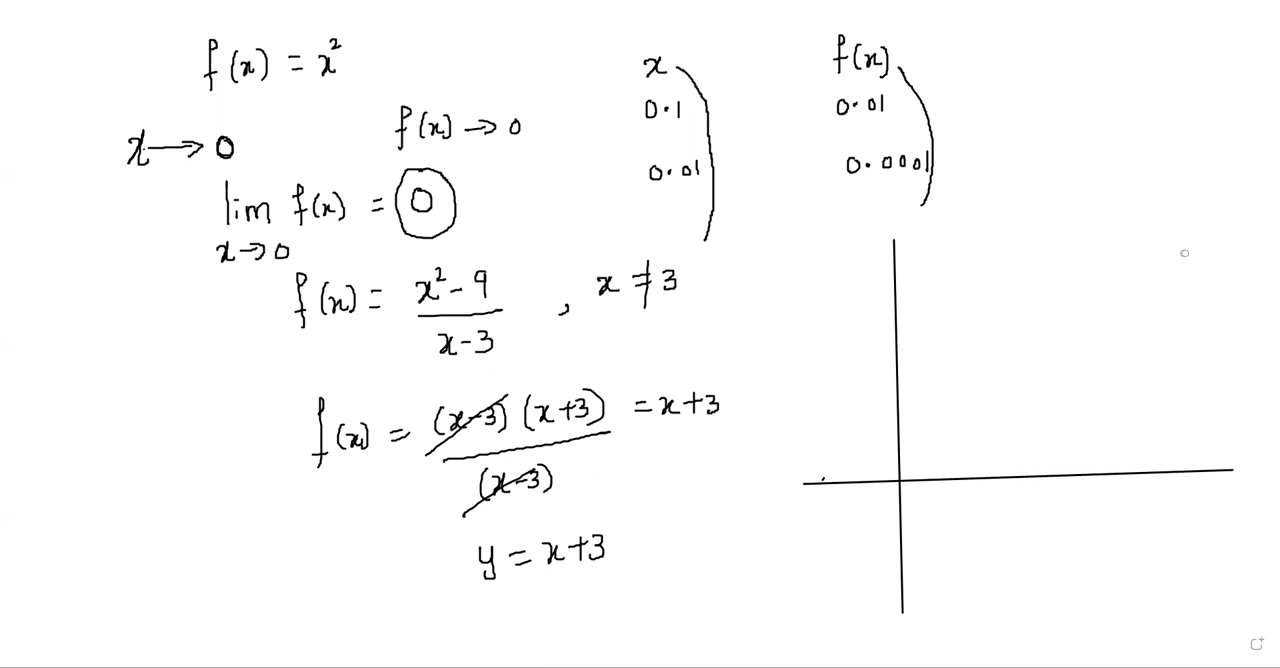 f(x) = x²
x f(x)
0.1 0.01
f(x) → 0
x → 0
0.01 0.0001
lim f(x) = 0
x → 0
f(x) = x² - 9 / x - 3 , x ≠ 3
f(x) = (x-3) (x+3) / (x-3) = x+3
y = x+3